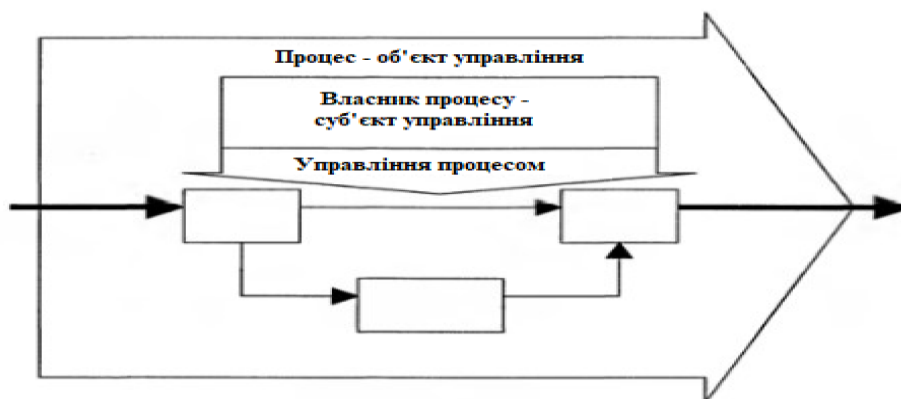 Процес - об'єкт управління
Власник процесу -
суб'єкт управління
Управління процесом